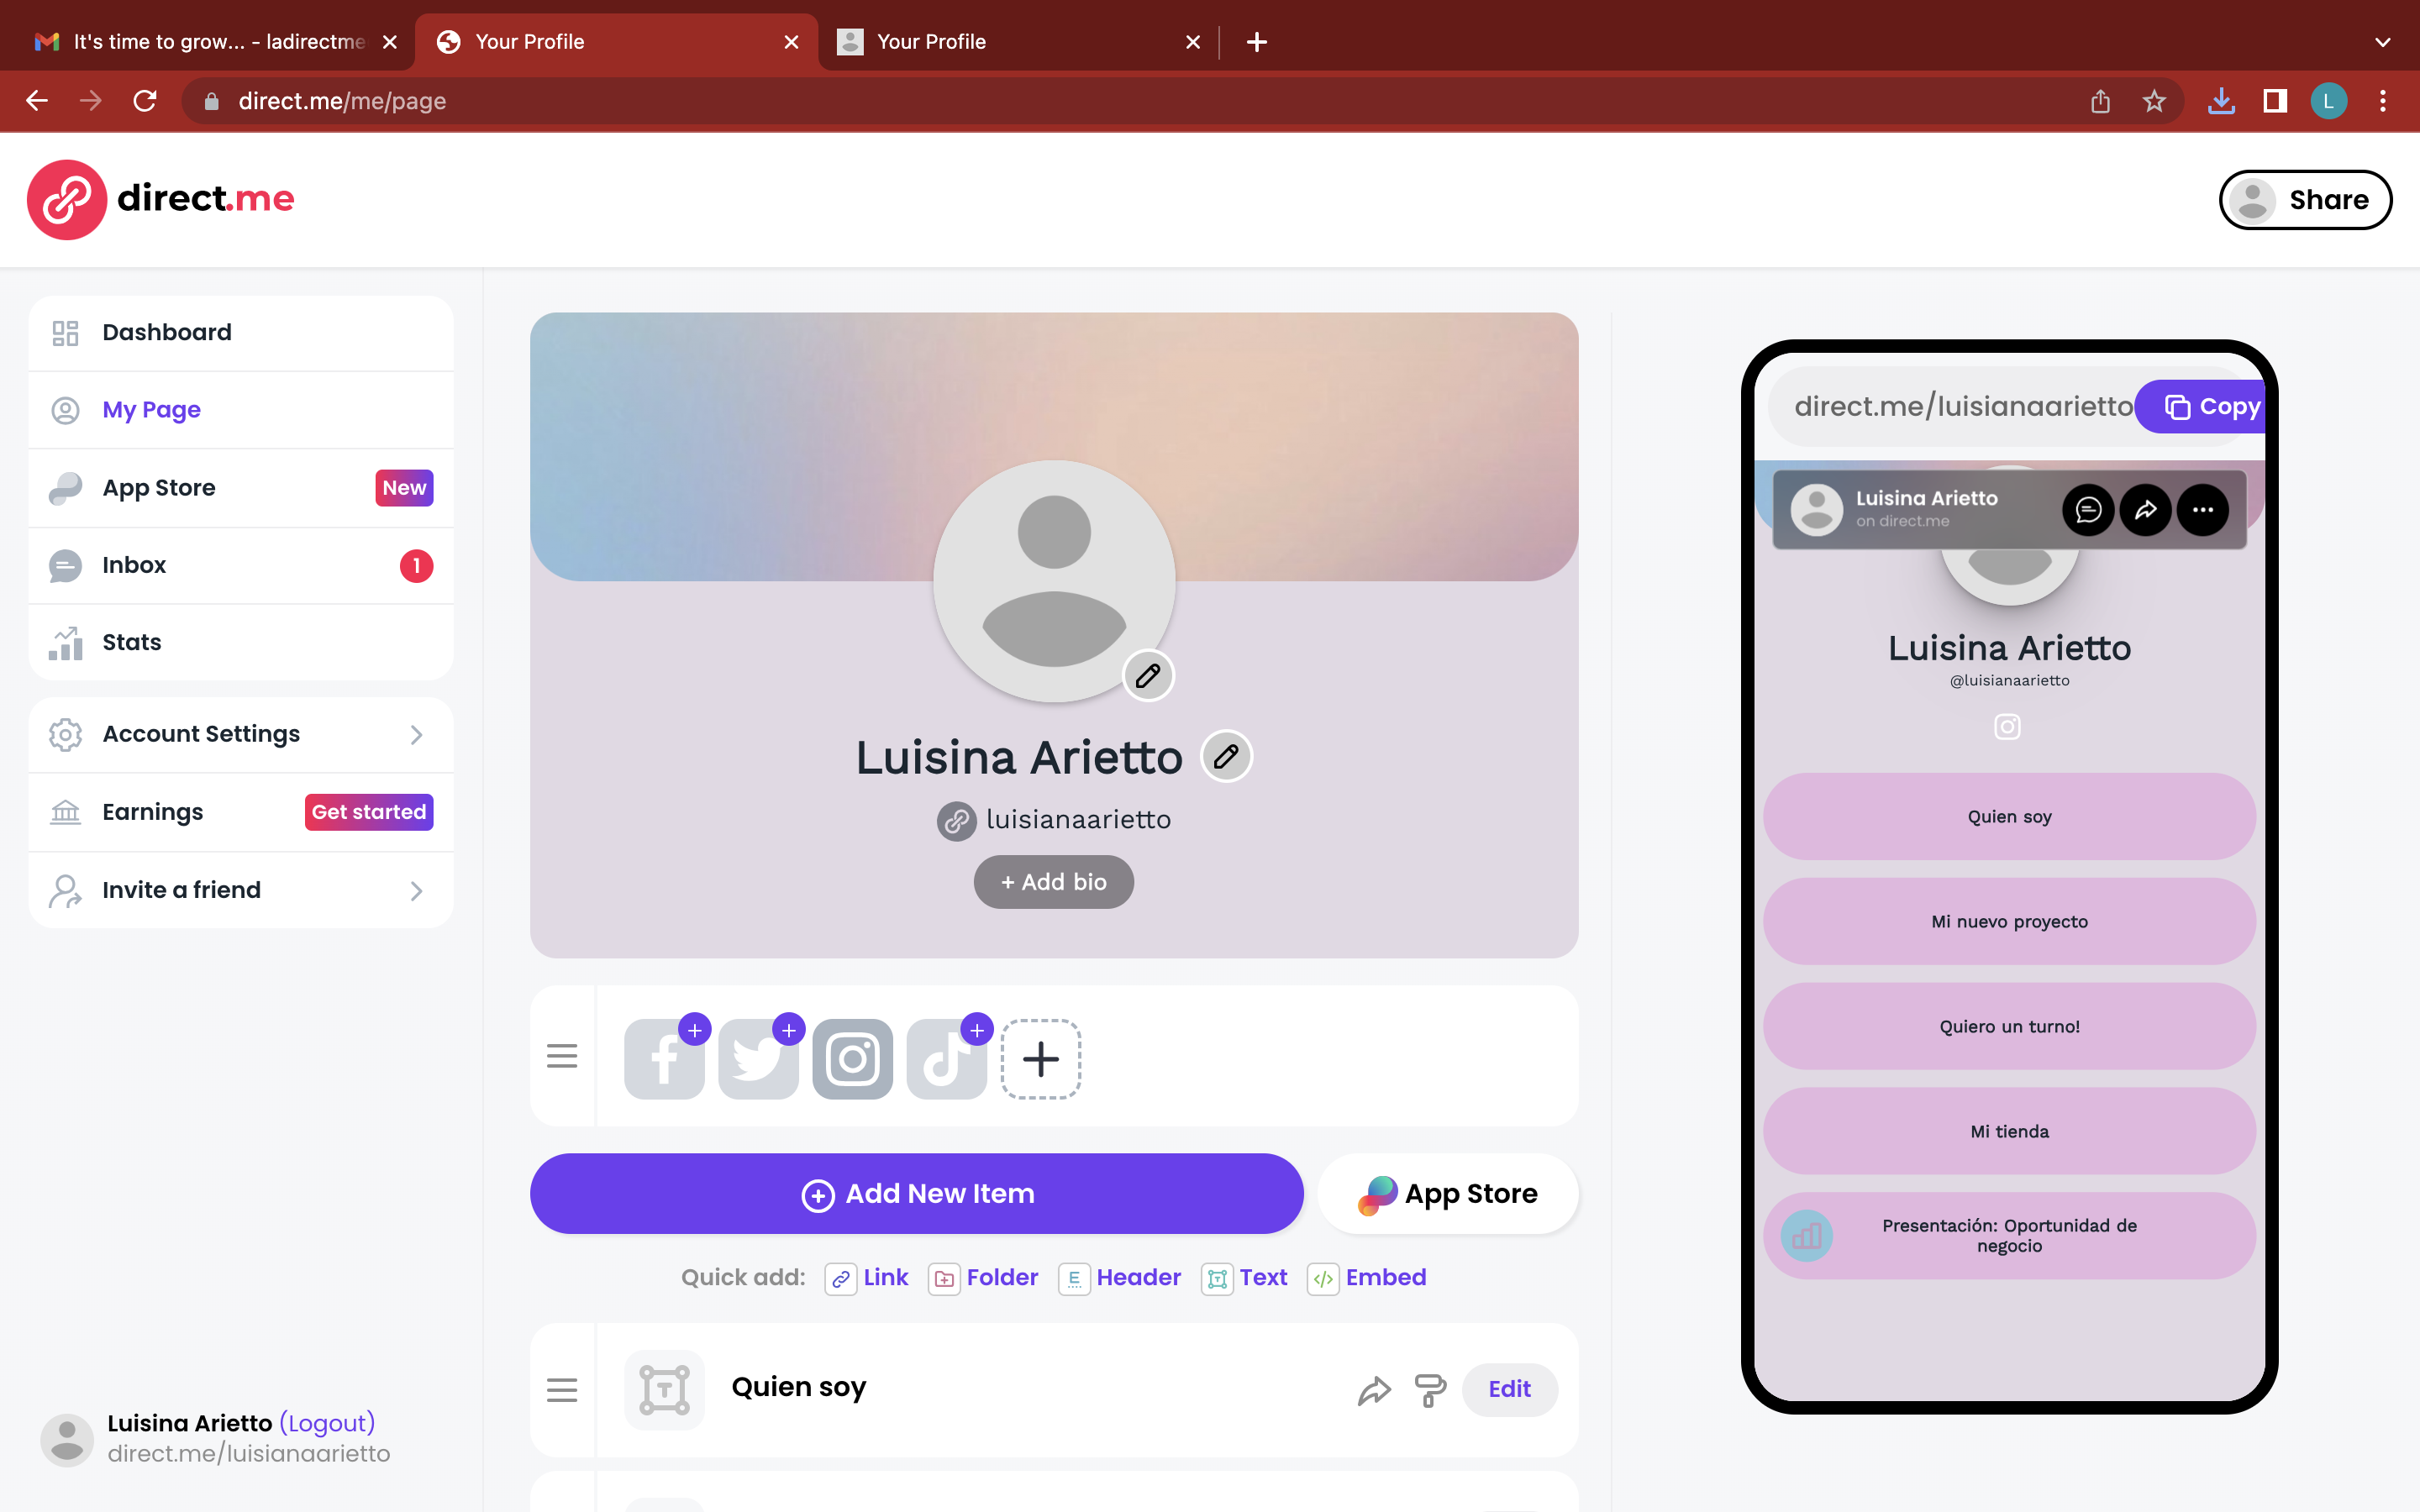 It's time to grow... - ladirectme
Your Profile
Your Profile
direct.me/me/page
L
direct.me
Share
Dashboard
My Page
App Store
New
Inbox
1
Stats
Account Settings
Earnings
Get started
Invite a friend
Luisina Arietto (Logout)
direct.me/luisianaarietto
Luisina Arietto
luisianaarietto
+ Add bio
Add New Item
App Store
Quick add:
Link
Folder
Header
Text
Embed
Quien soy
Edit
direct.me/luisianaarietto
Copy
Luisina Arietto
on direct.me
Luisina Arietto
@luisianaarietto
Quien soy
Mi nuevo proyecto
Quiero un turno!
Mi tienda
Presentación: Oportunidad de
negocio